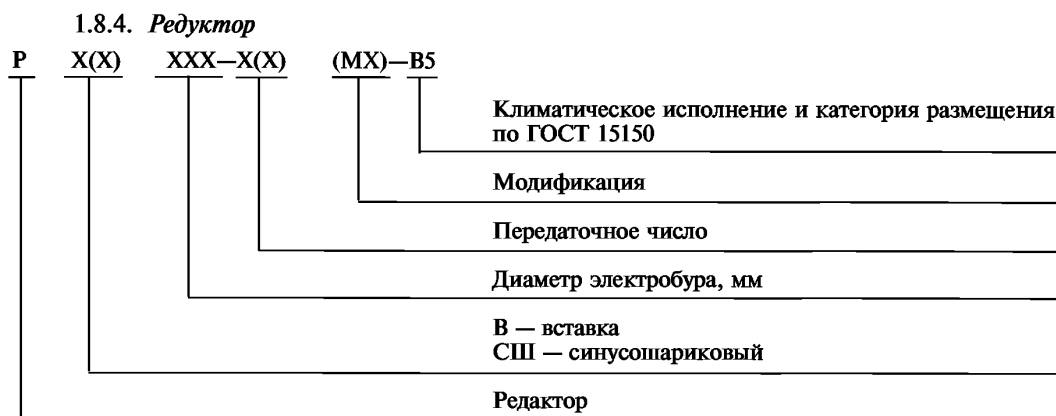 1.8.4. Редуктор
Р Х(Х) ХХХ—Х(Х) (МХ)—В5
Климатическое исполнение и категория размещения
по ГОСТ 15150
Модификация
Передаточное число
Диаметр электробура, мм
В — вставка
СШ — синусошариковый
Редактор